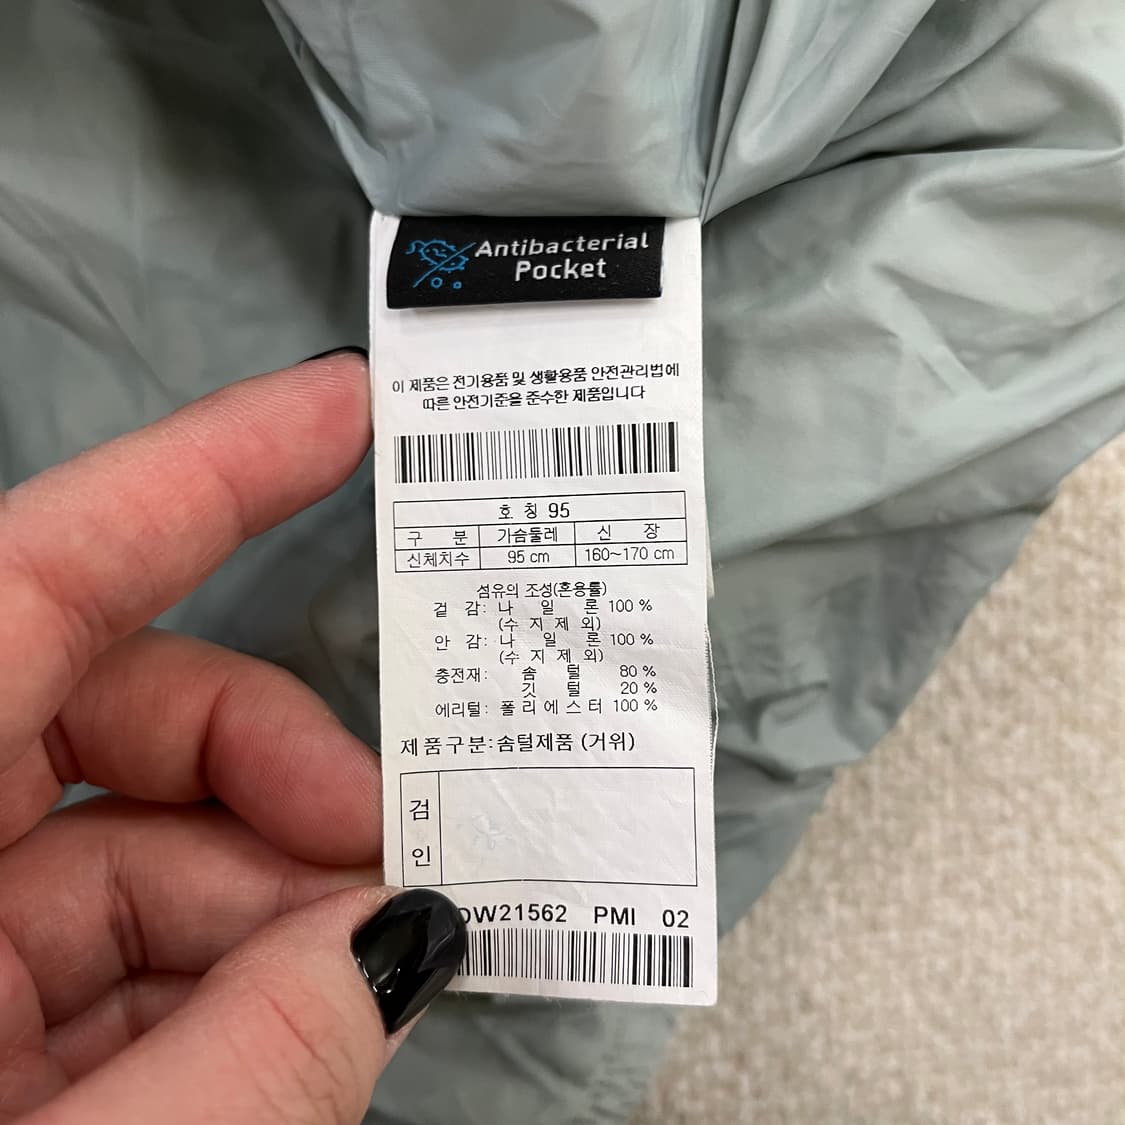 Antibacterial
Pocket
이 제품은 전기용품 및 생활용품 안전관리법에
따른 안전기준을 준수한 제품입니다
호 칭 95
구 분 가슴둘레 신 장
신체치수 95 cm 160~170 cm
섬유의 조성(혼용률)
겉 감: 나 일 론 100 %
(수 지 제 외)
안 감: 나 일 론 100 %
(수 지 제 외)
충전재: 솜 털 80 %
깃 털 20 %
에리털: 폴 리 에 스 터 100 %
제품구분: 솜털제품 (거위)
검
인
W21562 PMI 02